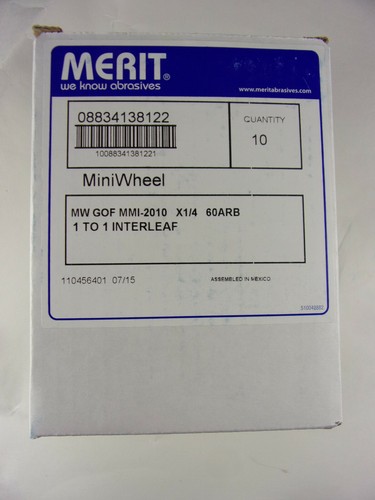 MERIT®
we know abrasives
www.meritabrasives.com
08834138122
10088341381221
QUANTITY
10
MiniWheel
MW GOF MMI-2010 X1/4 60ARB
1 TO 1 INTERLEAF
110456401 07/15
ASSEMBLED IN MEXICO